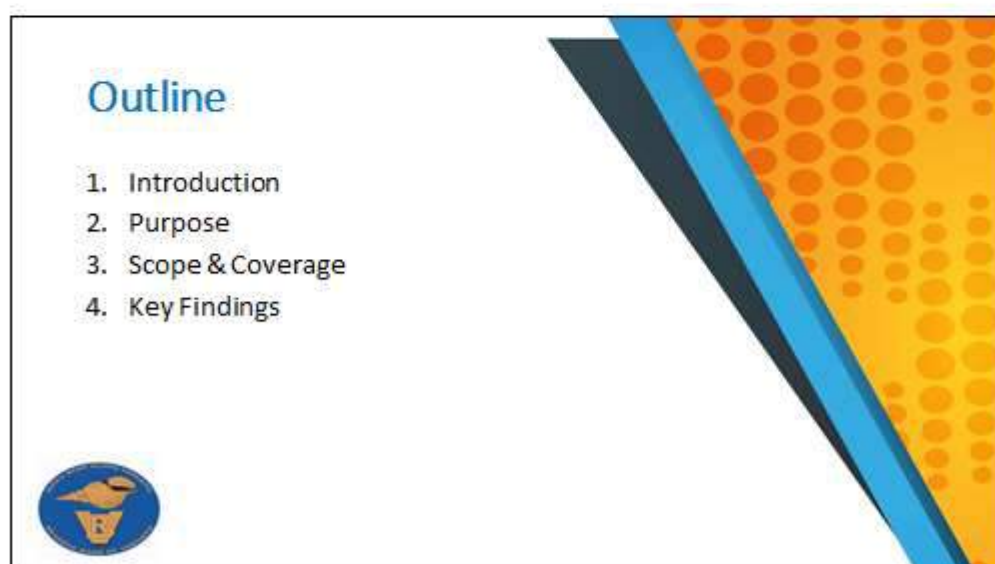 Outline
1. Introduction
2. Purpose
3. Scope & Coverage
4. Key Findings